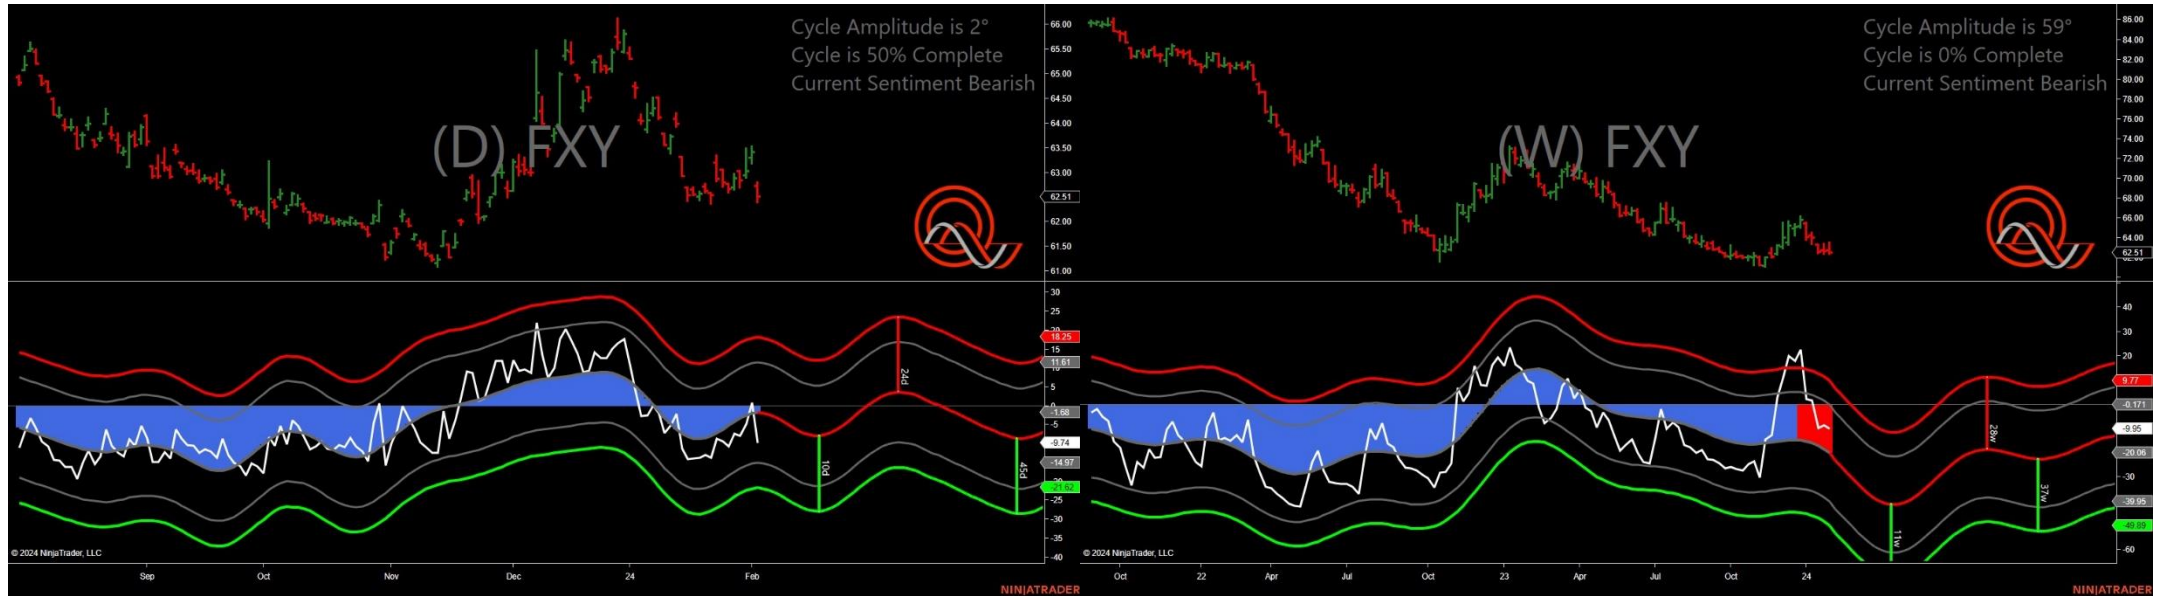 Cycle Amplitude is 2°
Cycle is 50% Complete
Current Sentiment Bearish
(D) FXY
66.00
65.50
65.00
64.50
64.00
63.50
63.00
62.51
62.00
61.50
61.00
30
25
18.25
15
11.61
5
0
-1.68
-5
-9.74
-14.97
-21.62
-25
-30
-35
-40
24d
10d
45d
© 2024 NinjaTrader, LLC
Sep
Oct
Nov
Dec
24
Feb
NINJATRADER
Cycle Amplitude is 59°
Cycle is 0% Complete
Current Sentiment Bearish
(W) FXY
86.00
84.00
82.00
80.00
78.00
76.00
74.00
72.00
70.00
68.00
66.00
64.00
62.51
40
30
20
9.77
-0.171
-9.95
-20.06
-30
-39.95
-49.89
-60
28w
37w
11w
© 2024 NinjaTrader, LLC
Oct
22
Apr
Jul
Oct
23
Apr
Jul
Oct
24
NINJATRADER